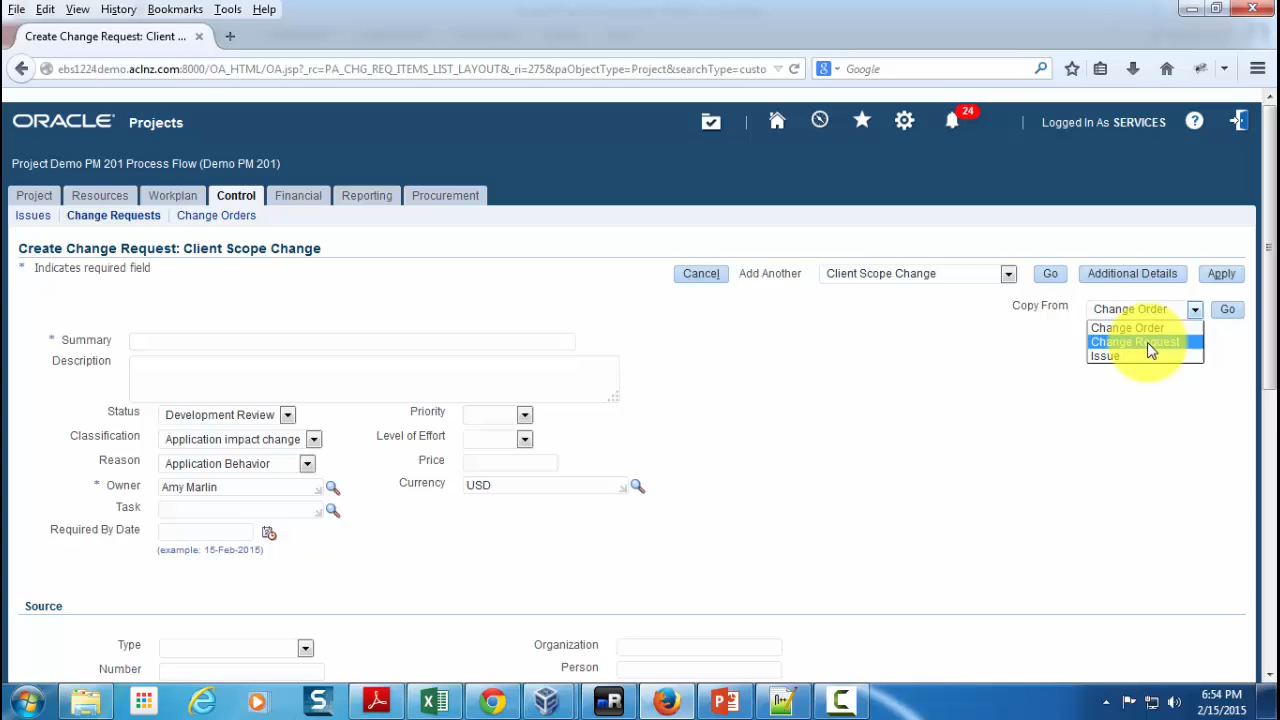 File Edit View History Bookmarks Tools Help
Create Change Request: Client ...
ebs1224demo.aclnz.com:8000/OA_HTML/OA.jsp?_rc=PA_CHG_REQ_ITEMS_LIST_LAYOUT&_ri=275&paObjectType=Project&searchType=custo
Google
24
ORACLE Projects
Logged In As SERVICES
Project Demo PM 201 Process Flow (Demo PM 201)
Project Resources Workplan Control Financial Reporting Procurement
Issues Change Requests Change Orders
Create Change Request: Client Scope Change
* Indicates required field
Cancel Add Another Client Scope Change Go Additional Details Apply
Copy From Change Order Go
Change Order
Change Request
Issue
* Summary
Description
Status Development Review Priority
Classification Application impact change Level of Effort
Reason Application Behavior Price
* Owner Amy Marlin Currency USD
Task
Required By Date
(example: 15-Feb-2015)
Source
Type Organization
Number Person
6:54 PM
2/15/2015